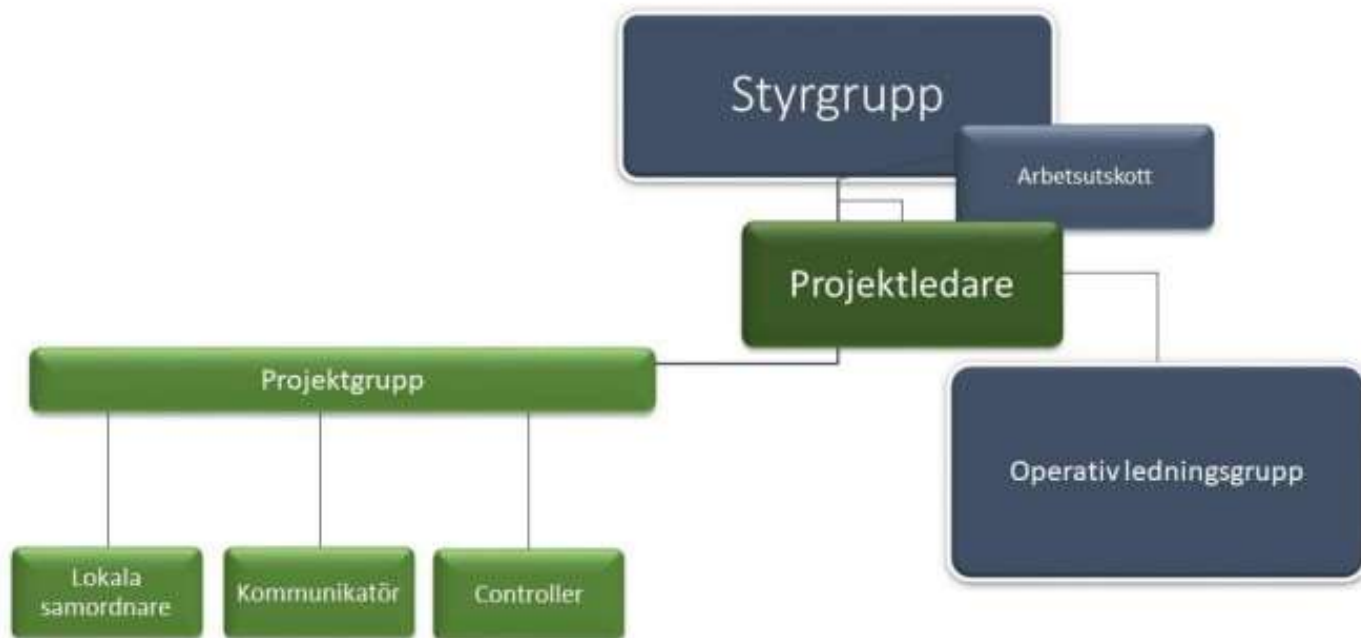 Styrgrupp
Arbetsutskott
Projektledare
Projektgrupp
Operativ ledningsgrupp
Lokala
samordnare
Kommunikatör
Controller